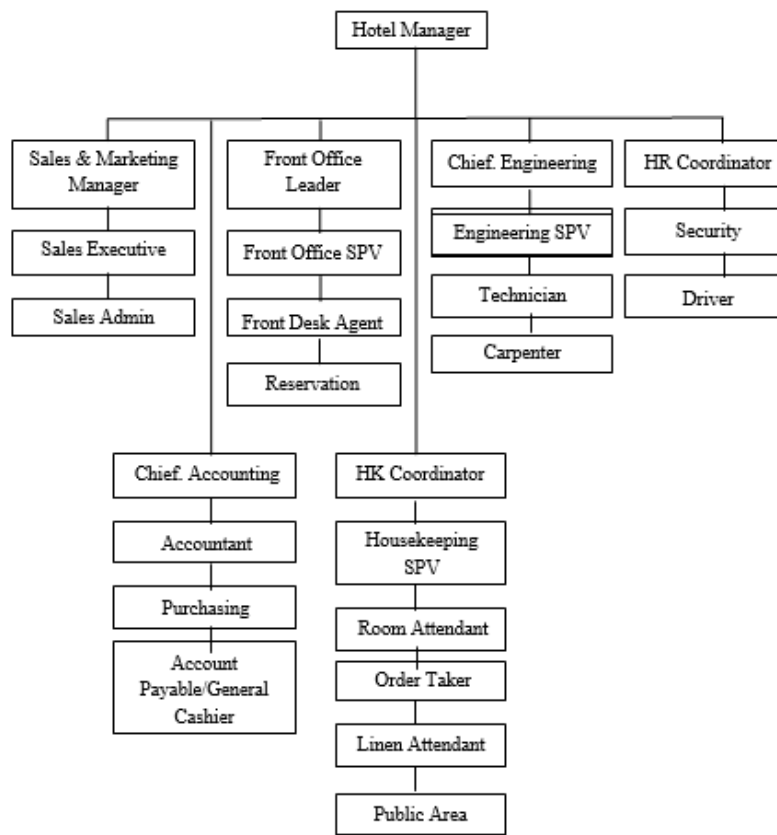 Hotel Manager
Sales & Marketing
Manager
Front Office
Leader
Chief. Engineering
HR Coordinator
Sales Executive
Front Office SPV
Engineering SPV
Security
Sales Admin
Front Desk Agent
Technician
Driver
Reservation
Carpenter
Chief. Accounting
HK Coordinator
Accountant
Housekeeping
SPV
Purchasing
Room Attendant
Account
Payable/General
Cashier
Order Taker
Linen Attendant
Public Area